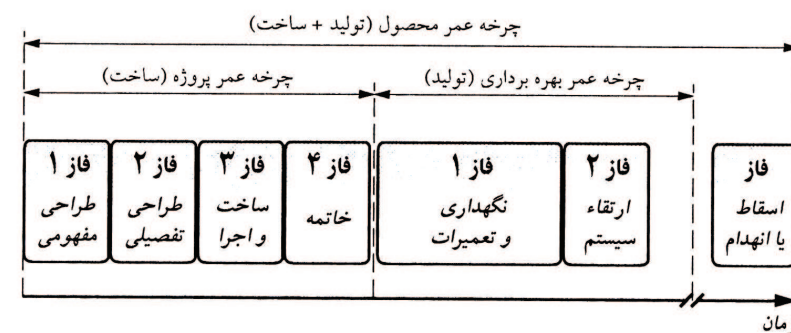 چرخه عمر محصول (تولید + ساخت)
چرخه عمر پروژه (ساخت)
چرخه عمر بهره برداری (تولید)
فاز ۱
طراحی
مفهومی
فاز ۲
طراحی
تفصیلی
فاز ۳
ساخت
و اجرا
فاز ۴
خاتمه
فاز ۱
نگهداری
و تعمیرات
فاز ۲
ارتقاء
سیستم
فاز
اسقاط
یا انهدام
مان